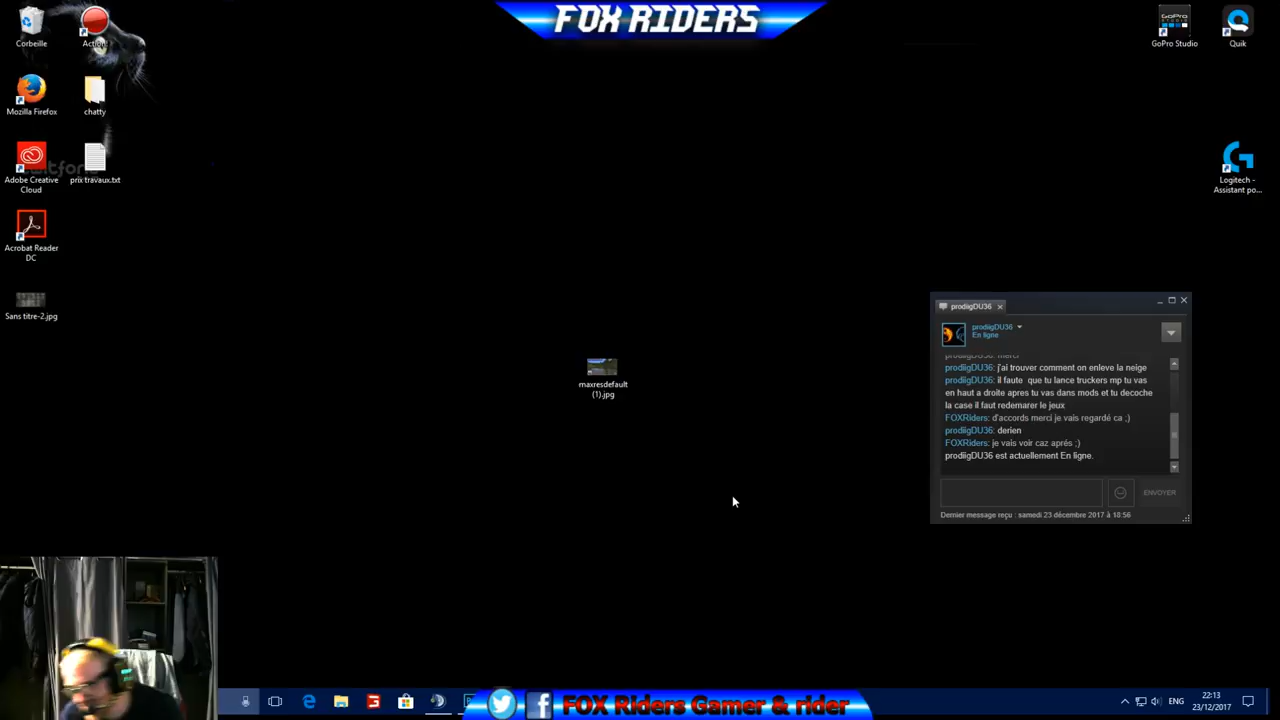 FOX RIDERS
Corbeille
Action!
GoPro Studio
Quik
Mozilla Firefox
chatty
Adobe Creative
Cloud
prix travaux.txt
Logitech -
Assistant po...
Acrobat Reader
DC
Sans titre-2.jpg
maxresdefault
(1).jpg
prodiigDU36
prodiigDU36
En ligne
prodiigDU36: merci
prodiigDU36: j'ai trouver comment on enleve la neige
prodiigDU36: il faute que tu lance truckers mp tu vas
en haut a droite apres tu vas dans mods et tu decoche
la case il faut redemarer le jeux
FOXRiders: d'accords merci je vais regardé ca ;)
prodiigDU36: derien
FOXRiders: je vais voir caz aprés ;)
prodiigDU36 est actuellement En ligne.
ENVOYER
Dernier message reçu : samedi 23 décembre 2017 à 18:56
FOX Riders Gamer & rider
ENG
22:13
23/12/2017